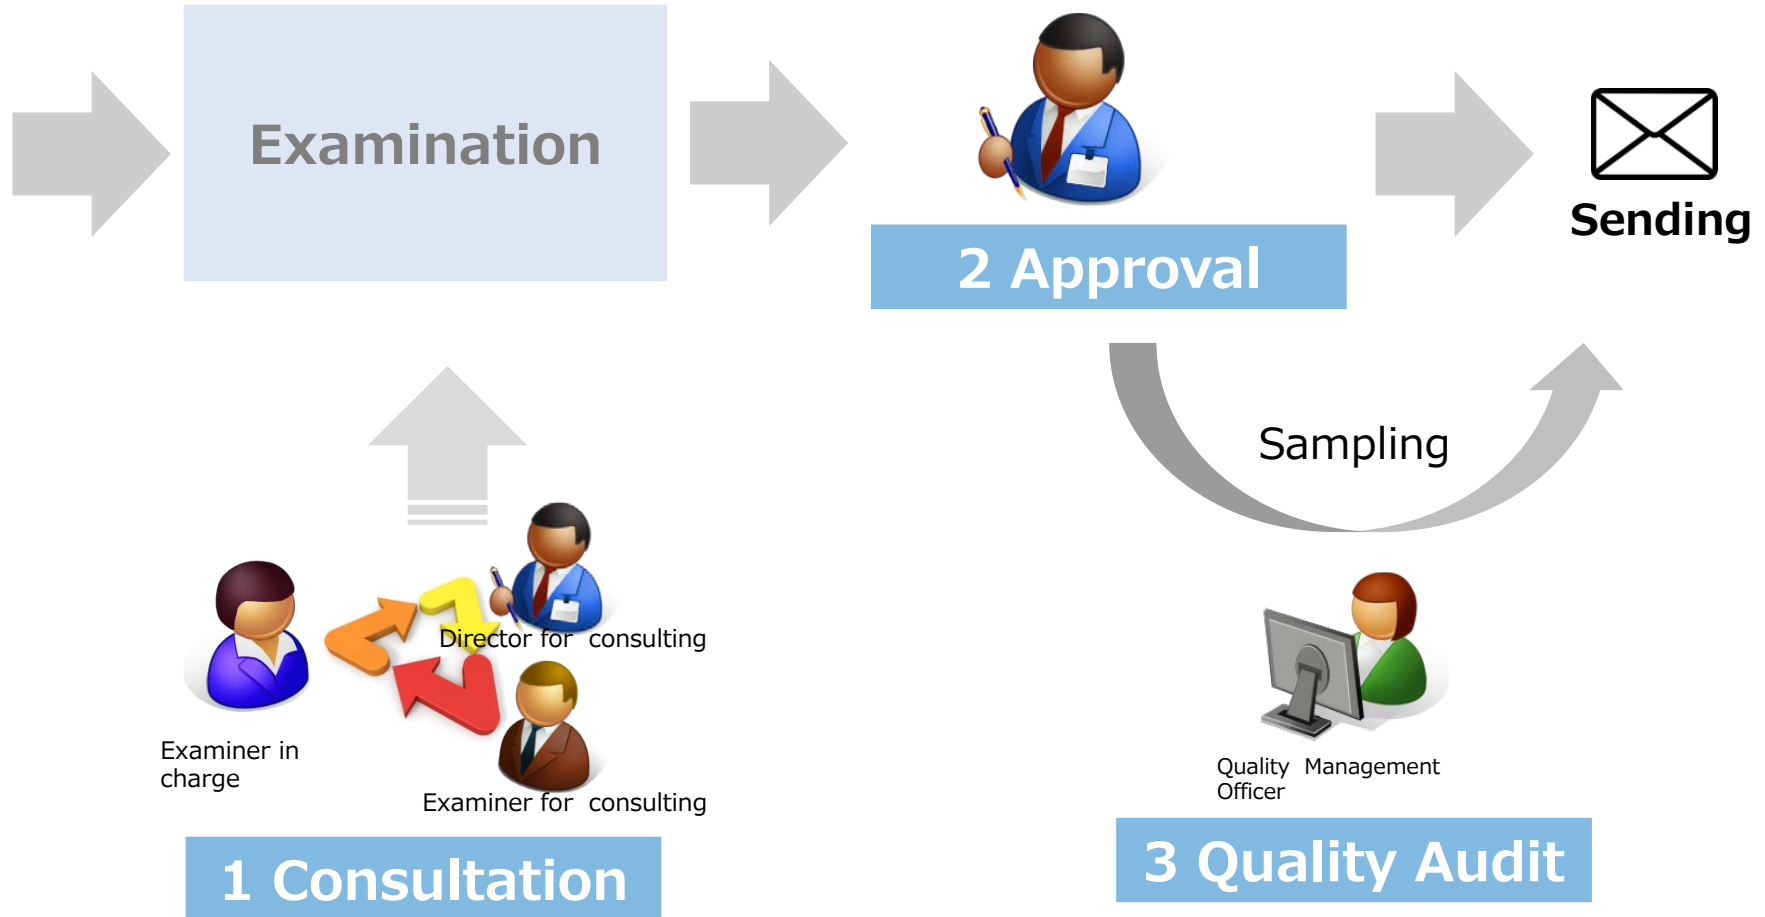 Examination
2 Approval
Sending
Sampling
Director for consulting
Examiner in
charge
Examiner for consulting
1 Consultation
Quality Management
Officer
3 Quality Audit